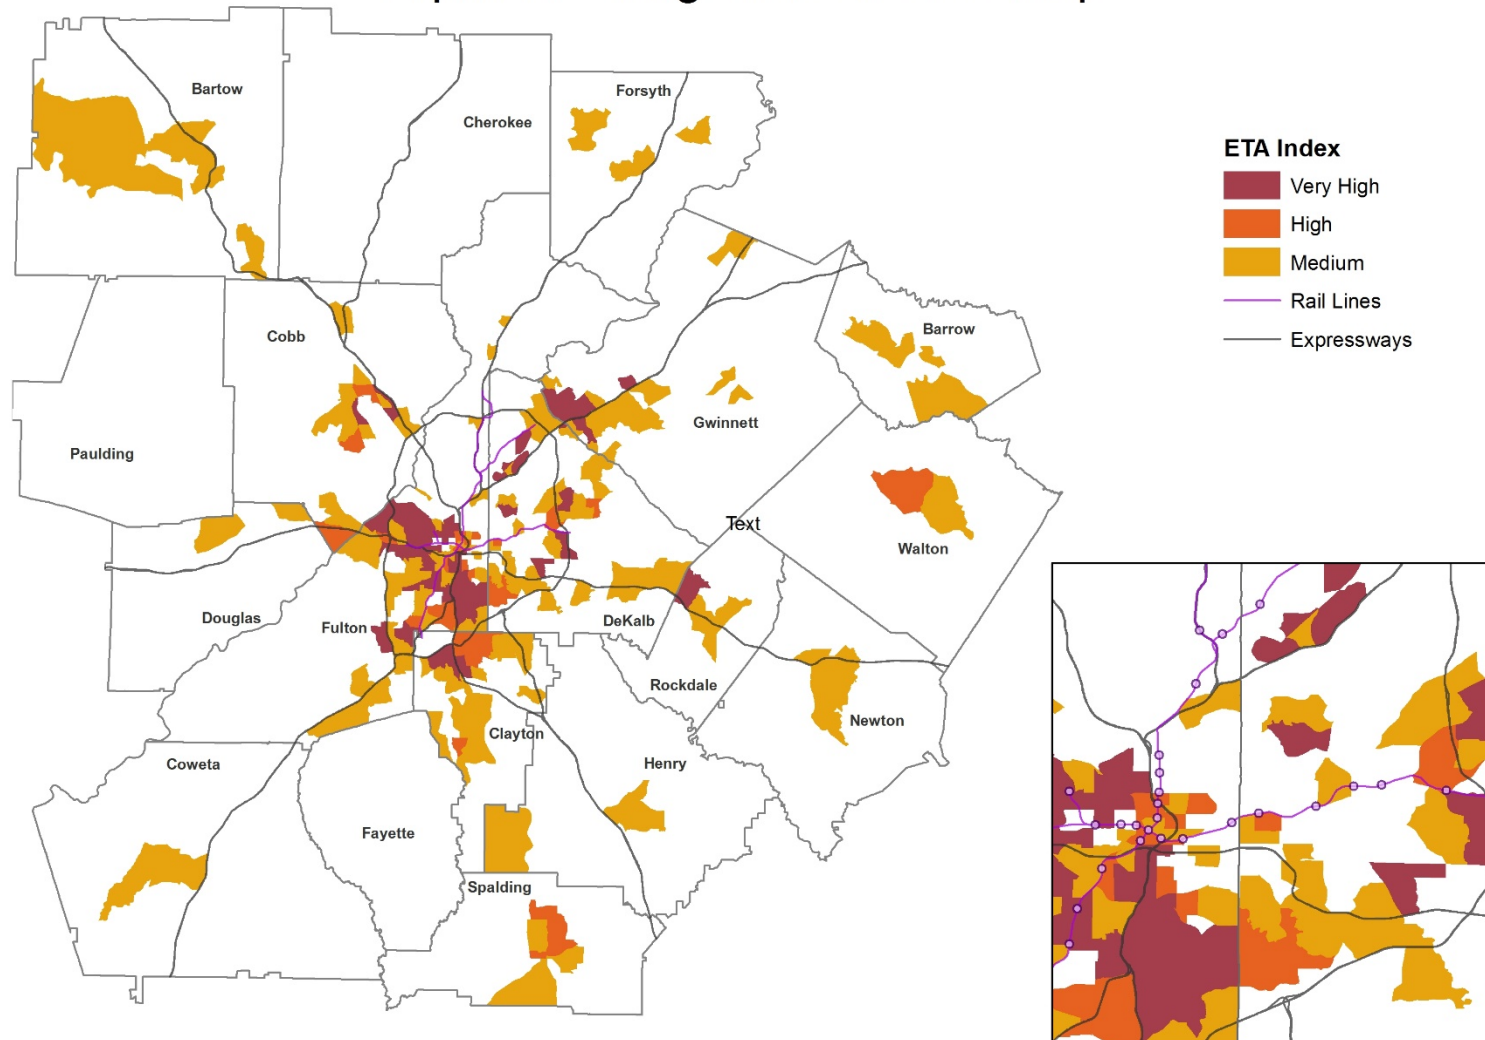 Bartow
Forsyth
Cherokee
ETA Index
Very High
High
Medium
Rail Lines
Expressways
Cobb
Barrow
Gwinnett
Paulding
Text
Walton
Douglas
Fulton
DeKalb
Rockdale
Newton
Clayton
Coweta
Henry
Fayette
Spalding